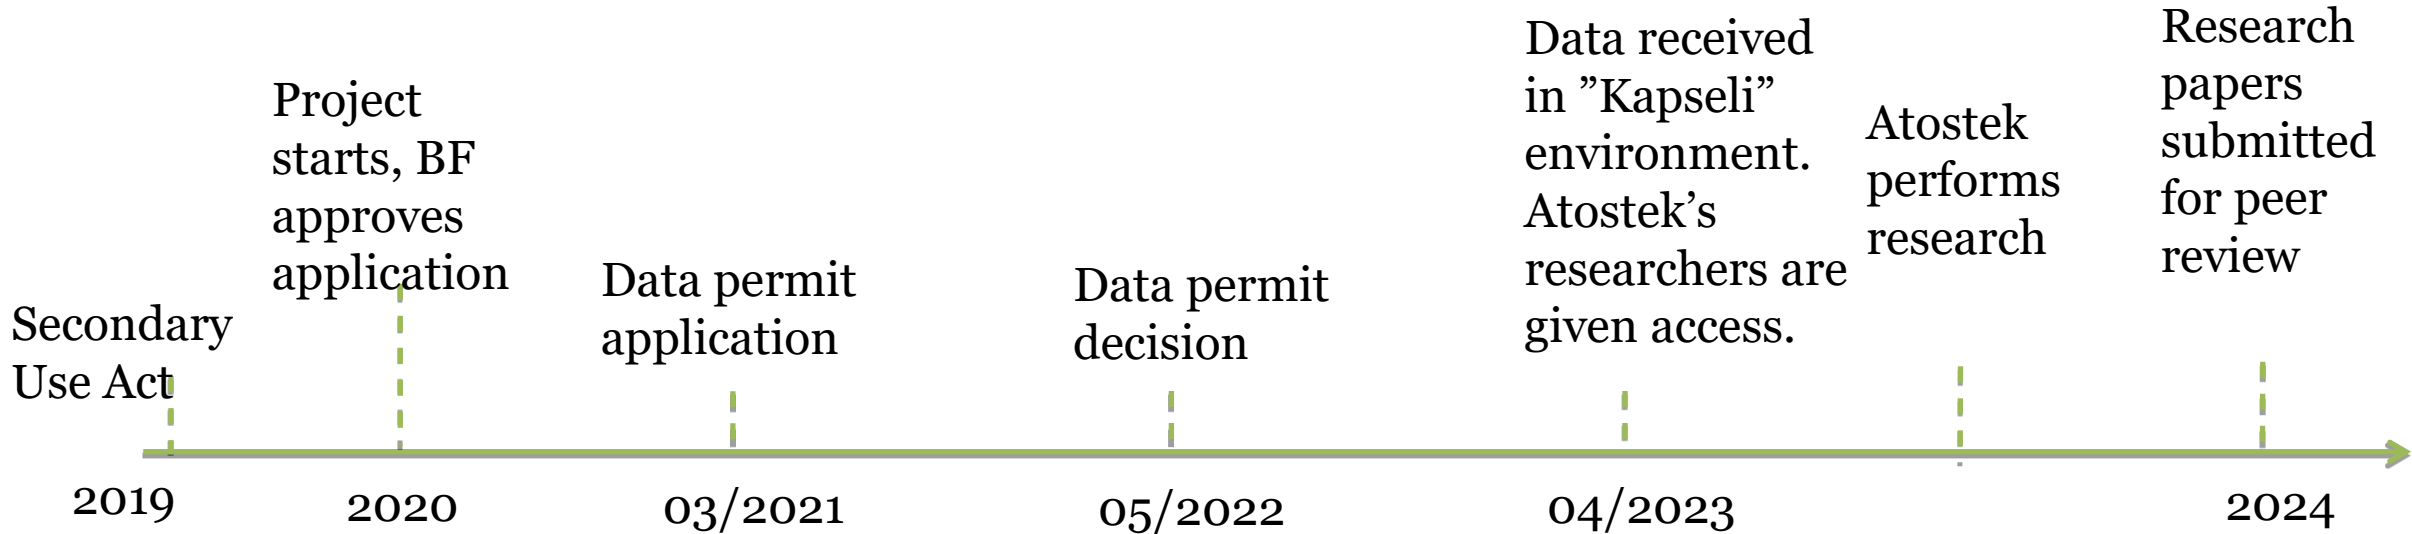 Secondary
Use Act
Project
starts, BF
approves
application
Data permit
application
Data permit
decision
Data received
in ”Kapseli”
environment.
Atostek’s
researchers are
given access.
Atostek
performs
research
Research
papers
submitted
for peer
review
2019
2020
03/2021
05/2022
04/2023
2024